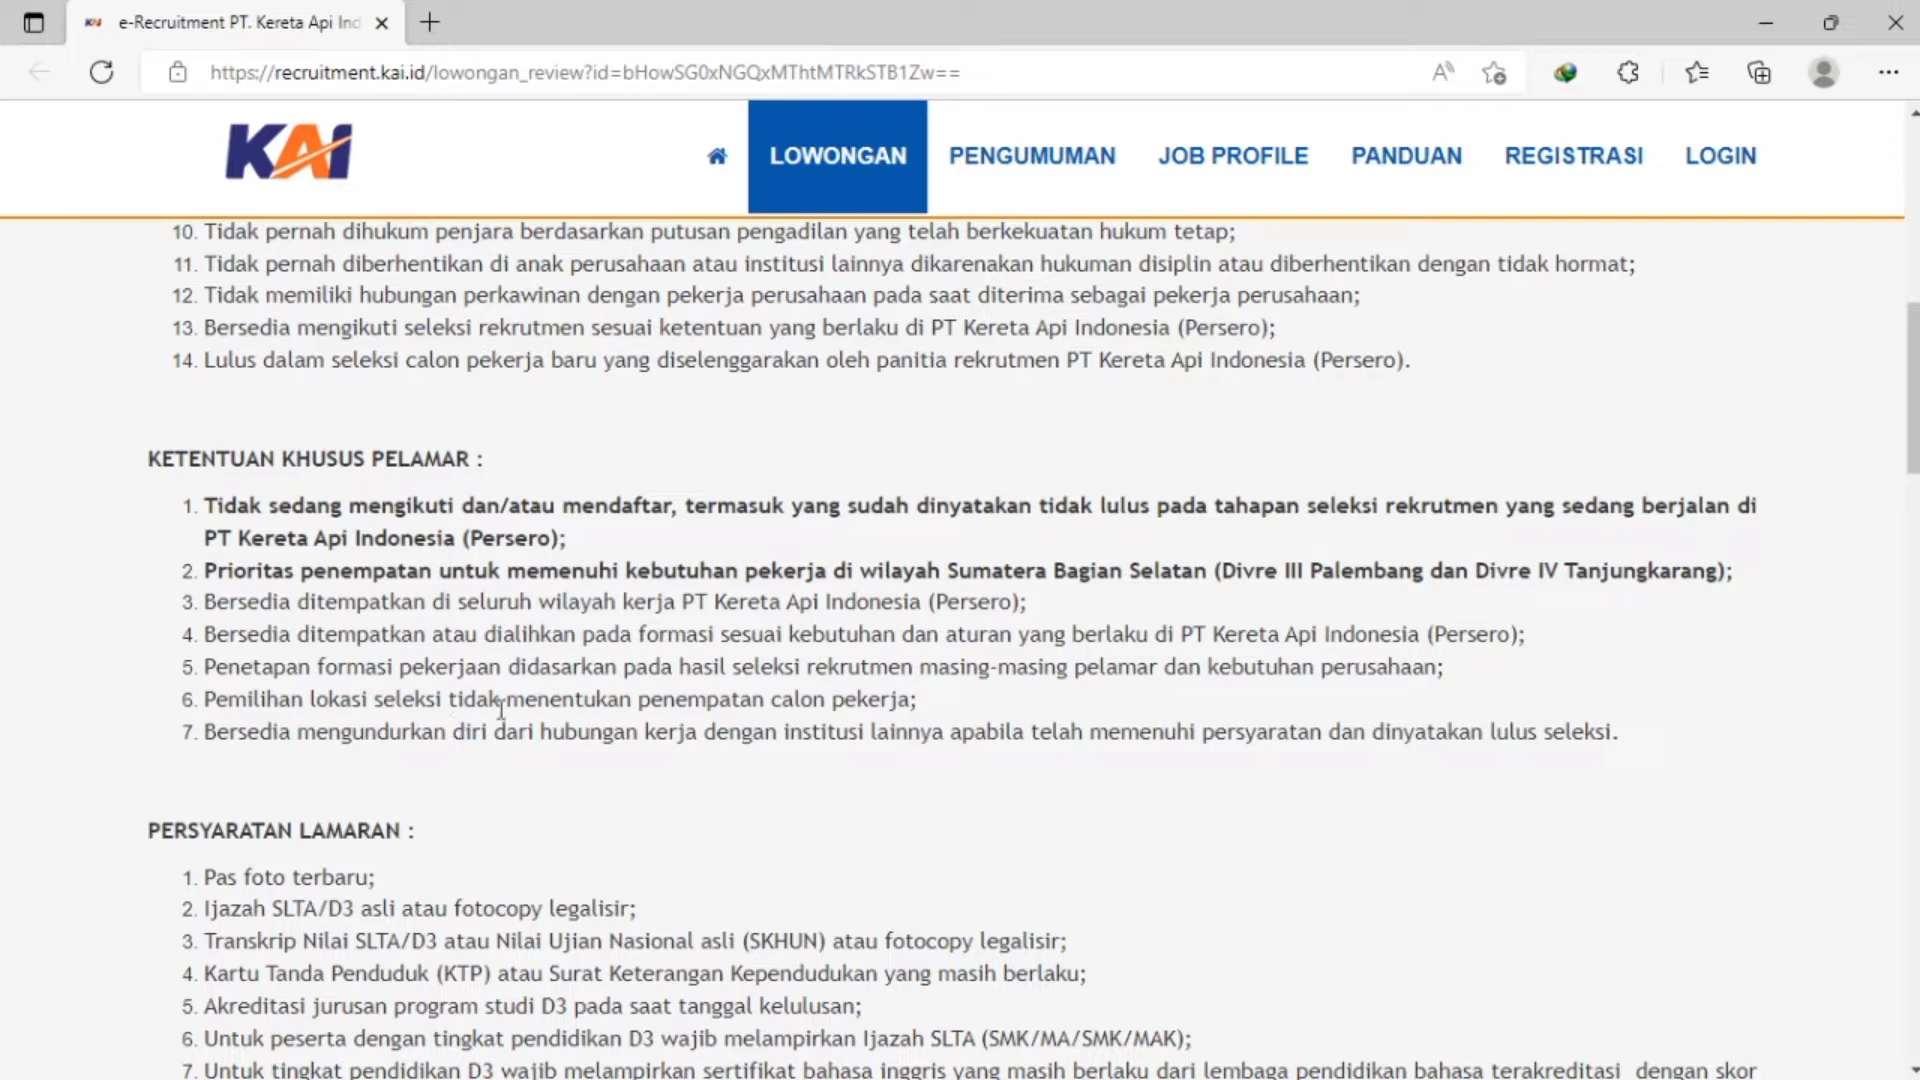 e-Recruitment PT. Kereta Api Ind
https://recruitment.kai.id/lowongan_review?id=bHowSG0xNGQxMThtMTRkSTB1Zw==
KAI
LOWONGAN
PENGUMUMAN
JOB PROFILE
PANDUAN
REGISTRASI
LOGIN
10. Tidak pernah dihukum penjara berdasarkan putusan pengadilan yang telah berkekuatan hukum tetap;
11. Tidak pernah diberhentikan di anak perusahaan atau institusi lainnya dikarenakan hukuman disiplin atau diberhentikan dengan tidak hormat;
12. Tidak memiliki hubungan perkawinan dengan pekerja perusahaan pada saat diterima sebagai pekerja perusahaan;
13. Bersedia mengikuti seleksi rekrutmen sesuai ketentuan yang berlaku di PT Kereta Api Indonesia (Persero);
14. Lulus dalam seleksi calon pekerja baru yang diselenggarakan oleh panitia rekrutmen PT Kereta Api Indonesia (Persero).
KETENTUAN KHUSUS PELAMAR :
1. Tidak sedang mengikuti dan/atau mendaftar, termasuk yang sudah dinyatakan tidak lulus pada tahapan seleksi rekrutmen yang sedang berjalan di
PT Kereta Api Indonesia (Persero);
2. Prioritas penempatan untuk memenuhi kebutuhan pekerja di wilayah Sumatera Bagian Selatan (Divre III Palembang dan Divre IV Tanjungkarang);
3. Bersedia ditempatkan di seluruh wilayah kerja PT Kereta Api Indonesia (Persero);
4. Bersedia ditempatkan atau dialihkan pada formasi sesuai kebutuhan dan aturan yang berlaku di PT Kereta Api Indonesia (Persero);
5. Penetapan formasi pekerjaan didasarkan pada hasil seleksi rekrutmen masing-masing pelamar dan kebutuhan perusahaan;
6. Pemilihan lokasi seleksi tidak menentukan penempatan calon pekerja;
7. Bersedia mengundurkan diri dari hubungan kerja dengan institusi lainnya apabila telah memenuhi persyaratan dan dinyatakan lulus seleksi.
PERSYARATAN LAMARAN :
1. Pas foto terbaru;
2. Ijazah SLTA/D3 asli atau fotocopy legalisir;
3. Transkrip Nilai SLTA/D3 atau Nilai Ujian Nasional asli (SKHUN) atau fotocopy legalisir;
4. Kartu Tanda Penduduk (KTP) atau Surat Keterangan Kependudukan yang masih berlaku;
5. Akreditasi jurusan program studi D3 pada saat tanggal kelulusan;
6. Untuk peserta dengan tingkat pendidikan D3 wajib melampirkan Ijazah SLTA (SMK/MA/SMK/MAK);
7. Untuk tingkat pendidikan D3 wajib melampirkan sertifikat bahasa inggris yang masih berlaku dari lembaga pendidikan bahasa terakreditasi dengan skor